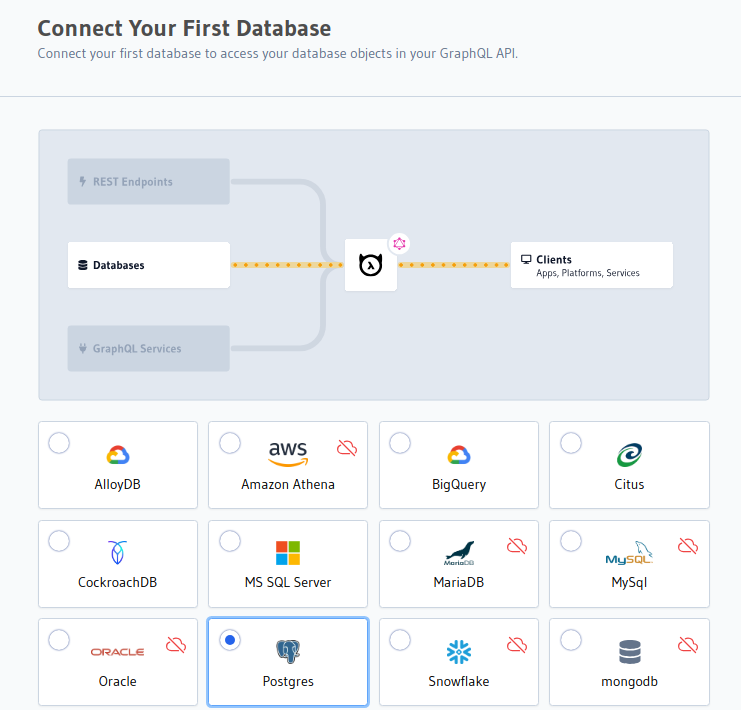 Connect Your First Database
Connect your first database to access your database objects in your GraphQL API.
REST Endpoints
Databases
Clients
Apps, Platforms, Services
GraphQL Services
aws
AlloyDB
Amazon Athena
BigQuery
Citus
MariaDB
MySQL
CockroachDB
MS SQL Server
MariaDB
MySql
ORACLE
Oracle
Postgres
Snowflake
mongodb